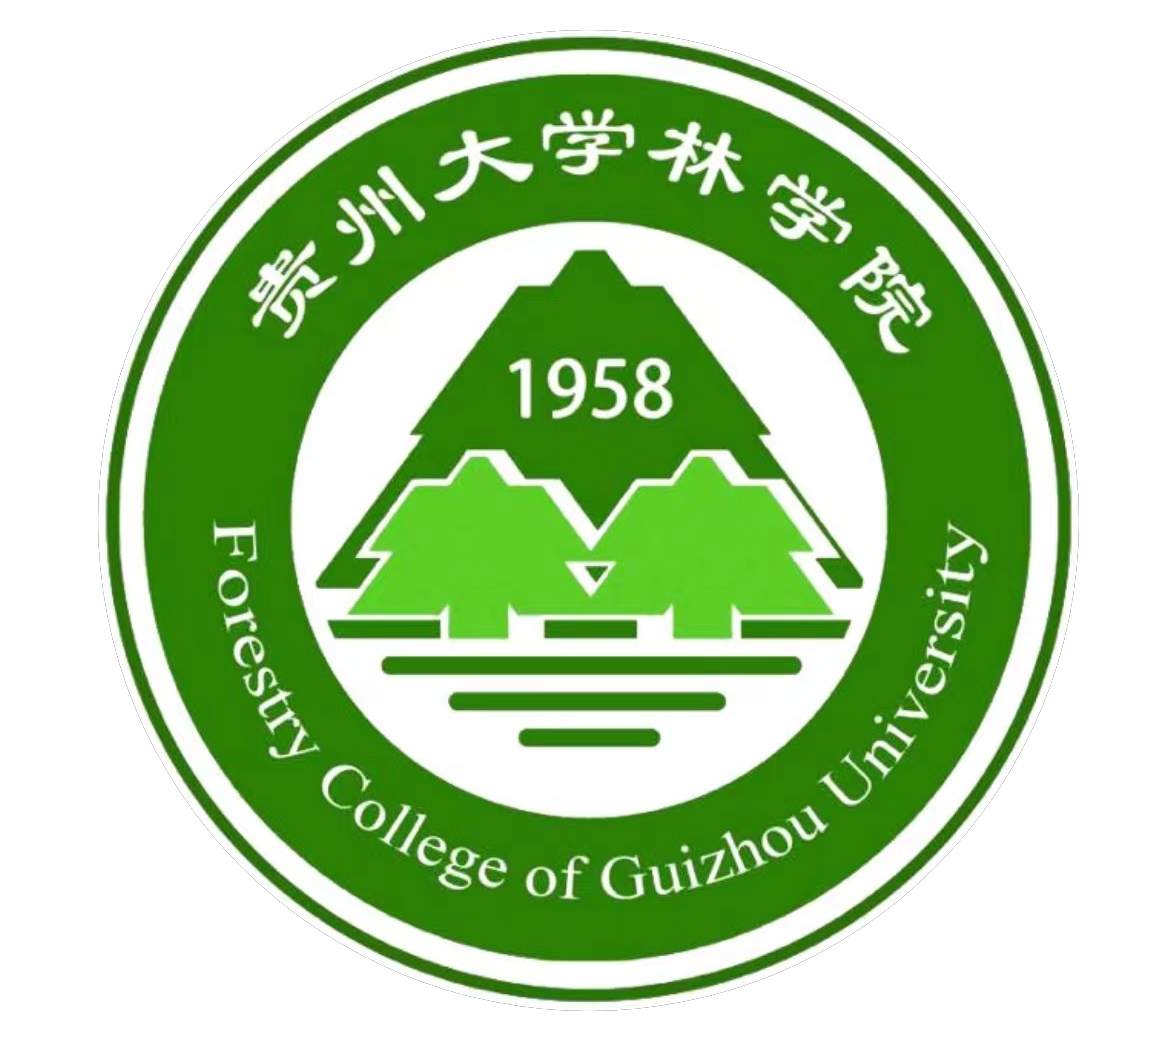 贵州大学林学院
1958
Forestry College of Guizhou University